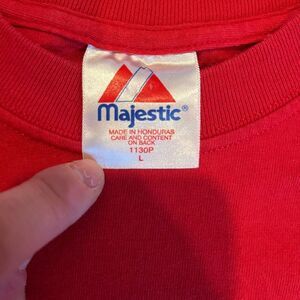 Majestic®
MADE IN HONDURAS
CARE AND CONTENT
ON BACK
1130P
L